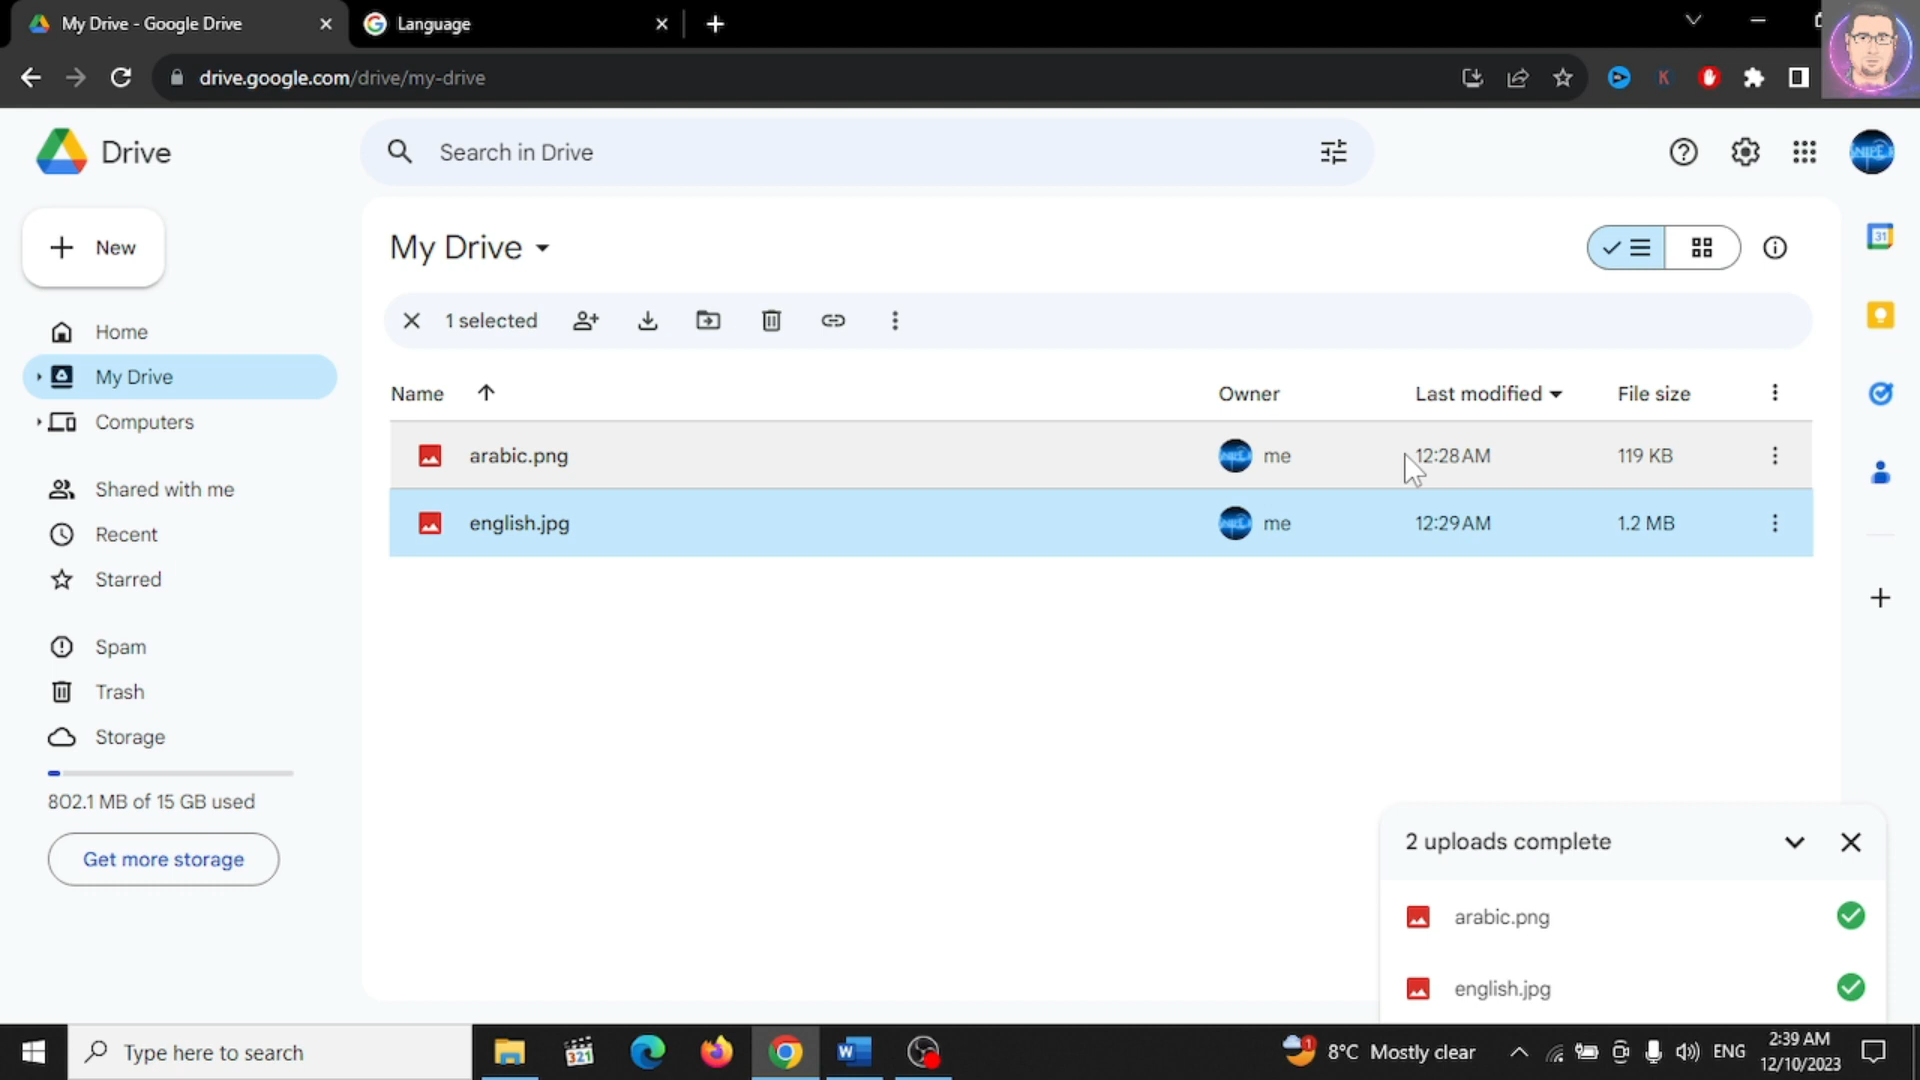 My Drive - Google Drive
Language
drive.google.com/drive/my-drive
Drive
Search in Drive
New
My Drive
1 selected
Home
My Drive
Computers
Shared with me
Recent
Starred
Spam
Trash
Storage
802.1 MB of 15 GB used
Get more storage
Name Owner Last modified File size
arabic.png me 12:28 AM 119 KB
english.jpg me 12:29 AM 1.2 MB
31
2 uploads complete
arabic.png
english.jpg
Type here to search
321
W
1
8°C Mostly clear
ENG
2:39 AM
12/10/2023